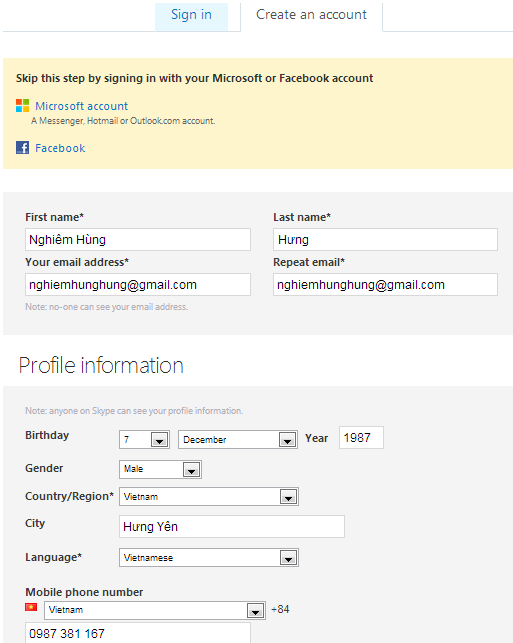 Sign in Create an account
Skip this step by signing in with your Microsoft or Facebook account
Microsoft account
A Messenger, Hotmail or Outlook.com account.
Facebook
First name* Last name*
Nghiêm Hùng Hưng
Your email address* Repeat email*
nghiemhunghung@gmail.com nghiemhunghung@gmail.com
Note: no-one can see your email address.
Profile information
Note: anyone on Skype can see your profile information.
Birthday 7 December Year 1987
Gender Male
Country/Region* Vietnam
City Hưng Yên
Language* Vietnamese
Mobile phone number
Vietnam +84
0987 381 167